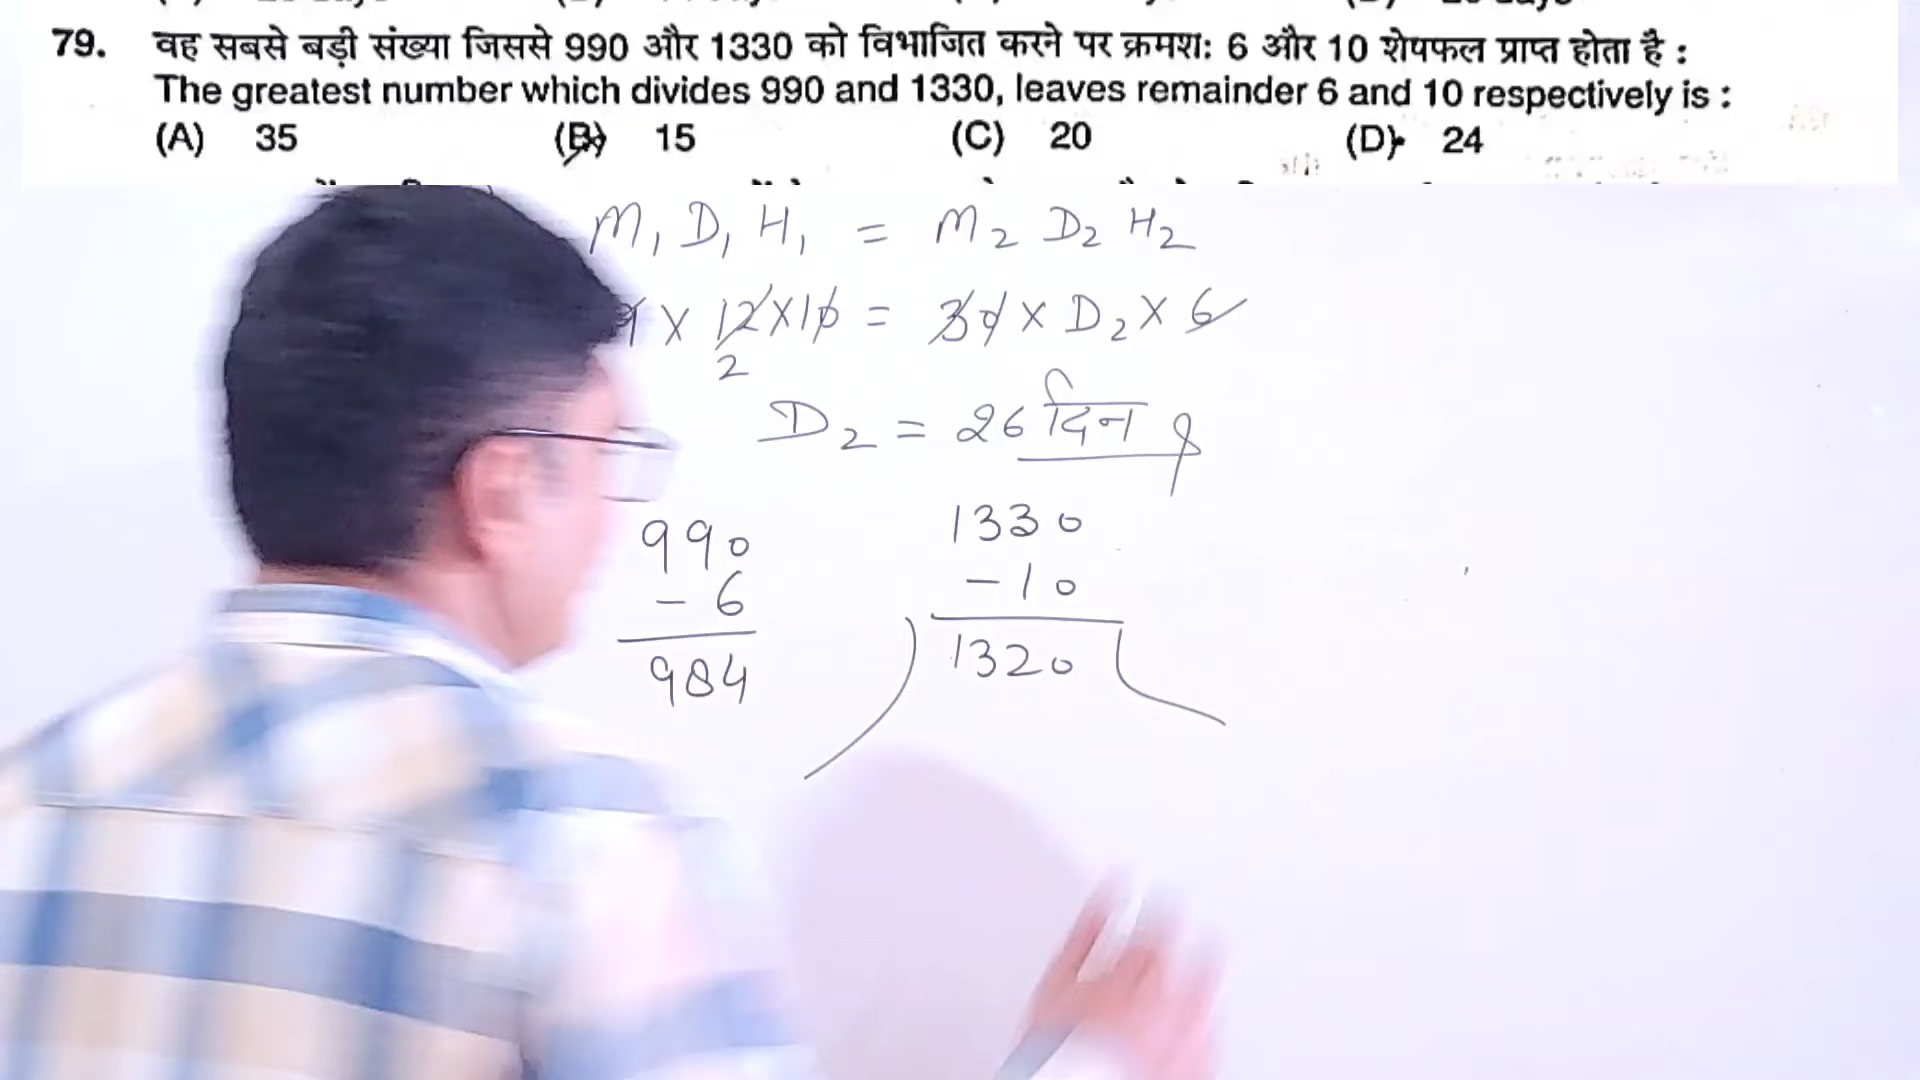 79. वह सबसे बड़ी संख्या जिससे 990 और 1330 को विभाजित करने पर क्रमशः 6 और 10 शेषफल प्राप्त होता है :
The greatest number which divides 990 and 1330, leaves remainder 6 and 10 respectively is :
(A) 35 (B) 15 (C) 20 (D) 24
M₁ D₁ H₁ = M₂ D₂ H₂
X 12 X 10 = 30 X D₂ X 6
2
D₂ = 26 दिन
990 1330
- 6 - 10
984 ) 1320 (